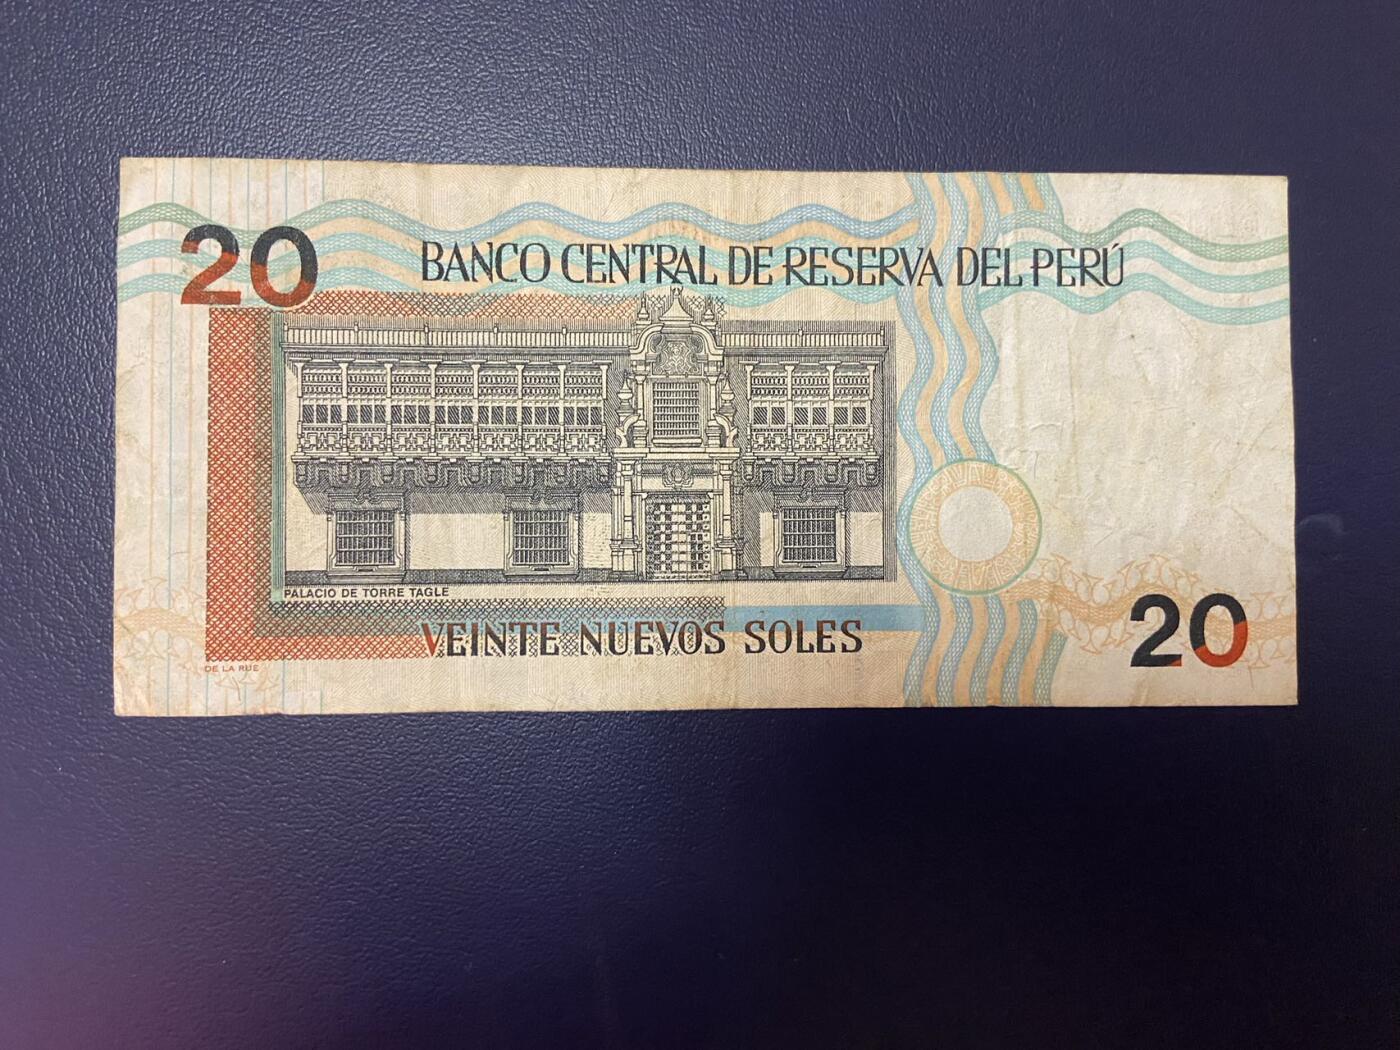 20
BANCO CENTRAL DE RESERVA DEL PERÚ
PALACIO DE TORRE TAGLE
VEINTE NUEVOS SOLES
20
DE LA RUE